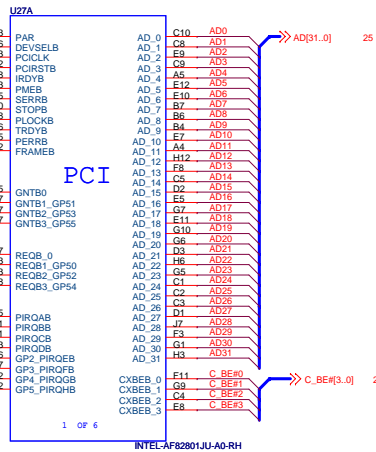 U27A
PAR AD_0 C10 AD0
DEVSELB AD_1 C8 AD1 AD[31..0] 25
PCICLK AD_2 E9 AD2
PCIRSTB AD_3 C9 AD3
IRDYB AD_4 A5 AD4
PMEB AD_5 E12 AD5
SERRB AD_6 E10 AD6
STOPB AD_7 B7 AD7
PLOCKB AD_8 B6 AD8
TRDYB AD_9 B4 AD9
PERRB AD_10 E7 AD10
FRAMEB AD_11 A4 AD11
AD_12 H12 AD12
AD_13 F8 AD13
PCI AD_14 C5 AD14
GNTB0 AD_15 D2 AD15
GNTB1_GP51 AD_16 E5 AD16
GNTB2_GP53 AD_17 G7 AD17
GNTB3_GP55 AD_18 E11 AD18
AD_19 G10 AD19
AD_20 G6 AD20
REQB_0 AD_21 D3 AD21
REQB1_GP50 AD_22 H6 AD22
REQB2_GP52 AD_23 G5 AD23
REQB3_GP54 AD_24 C1 AD24
AD_25 C2 AD25
AD_26 C3 AD26
PIRQAB AD_27 D1 AD27
PIRQBB AD_28 J7 AD28
PIRQCB AD_29 F3 AD29
PIRQDB AD_30 G1 AD30
GP2_PIRQEB AD_31 H3 AD31
GP3_PIRQFB
GP4_PIRQGB CXBEB_0 F11 C_BE#0 C_BE#[3..0]
GP5_PIRQHB CXBEB_1 G9 C_BE#1
CXBEB_2 C4 C_BE#2
CXBEB_3 E8 C_BE#3
1 OF 6
INTEL-AF82801JU-A0-RH